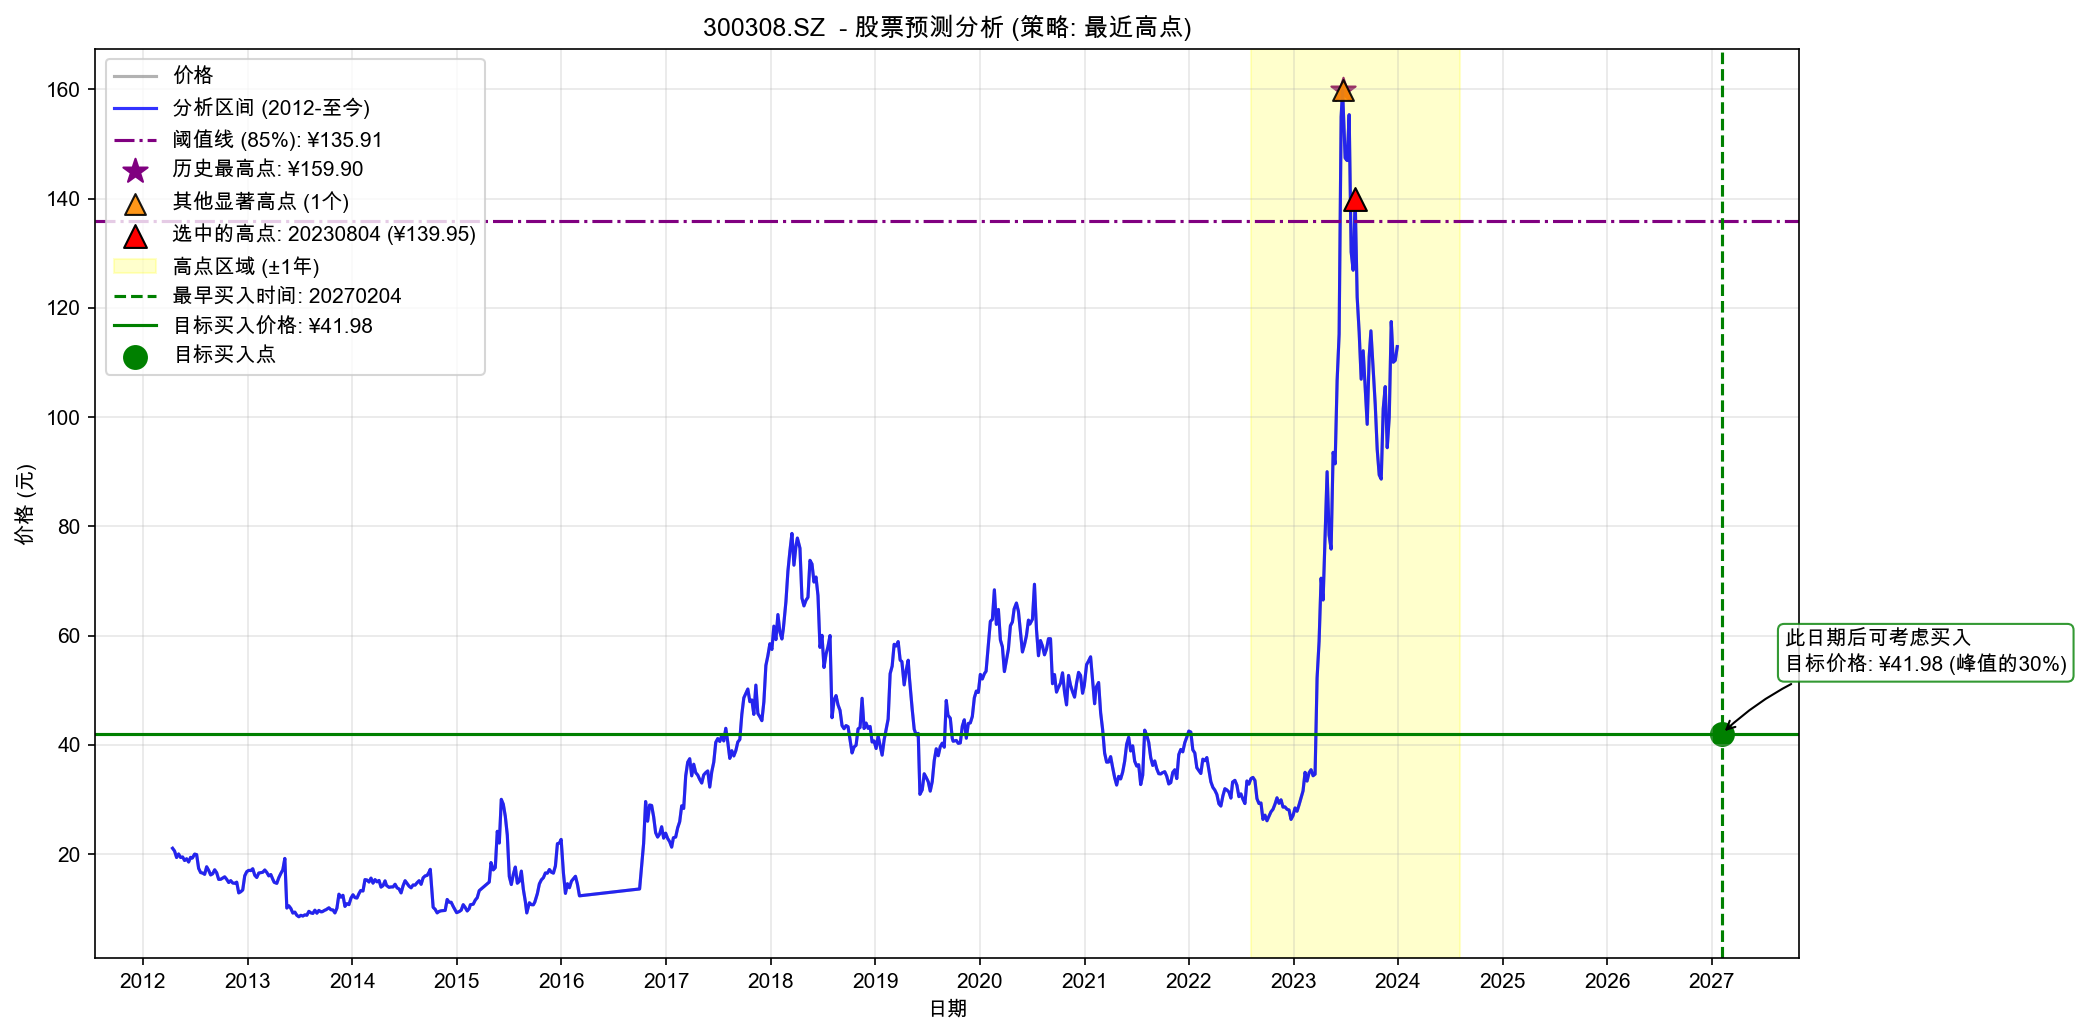 300308.SZ - 股票预测分析 (策略: 最近高点)
价格
分析区间 (2012-至今)
阈值线 (85%): ¥135.91
历史最高点: ¥159.90
其他显著高点 (1个)
选中的高点: 20230804 (¥139.95)
高点区域 (±1年)
最早买入时间: 20270204
目标买入价格: ¥41.98
目标买入点
160
140
120
100
80
60
40
20
价格 (元)
此日期后可考虑买入
目标价格: ¥41.98 (峰值的30%)
2012 2013 2014 2015 2016 2017 2018 2019 2020 2021 2022 2023 2024 2025 2026 2027
日期